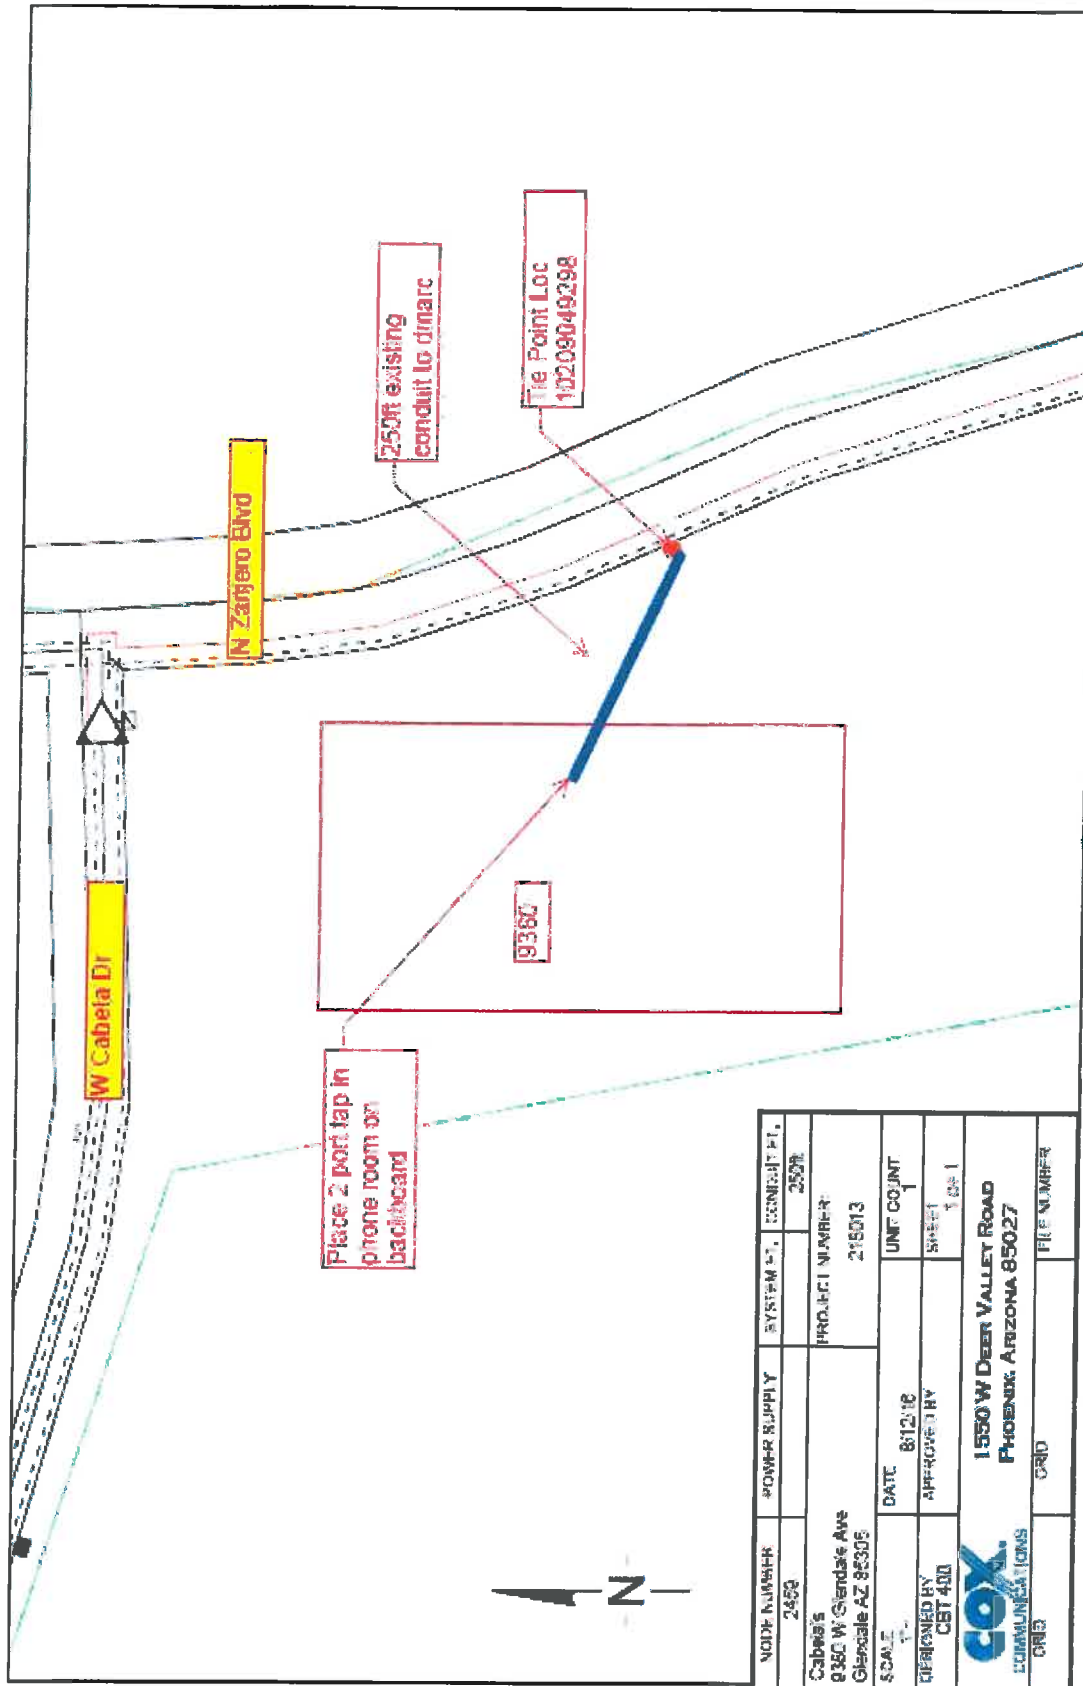 W Cabela Dr
N Zanjero Blvd
250ft existing
conduit to dmarc
Tie Point Loc
10209049298
Place 2 port tap in
phone room on
backboard
9380
N
NODE NUMBER
POWER SUPPLY
SYSTEM FT.
CONDUIT FT.
2459
250ft
Cabela's
9380 W Glendale Ave
Glendale AZ 85305
PROJECT NUMBER:
215013
SCALE
DATE
8/12/16
UNIT COUNT
1
DESIGNED BY
CBT 400
APPROVED BY
SHEET
1 of 1
COX
COMMUNICATIONS
1550 W DEER VALLEY ROAD
PHOENIX, ARIZONA 85027
GRID
GRID
FILE NUMBER